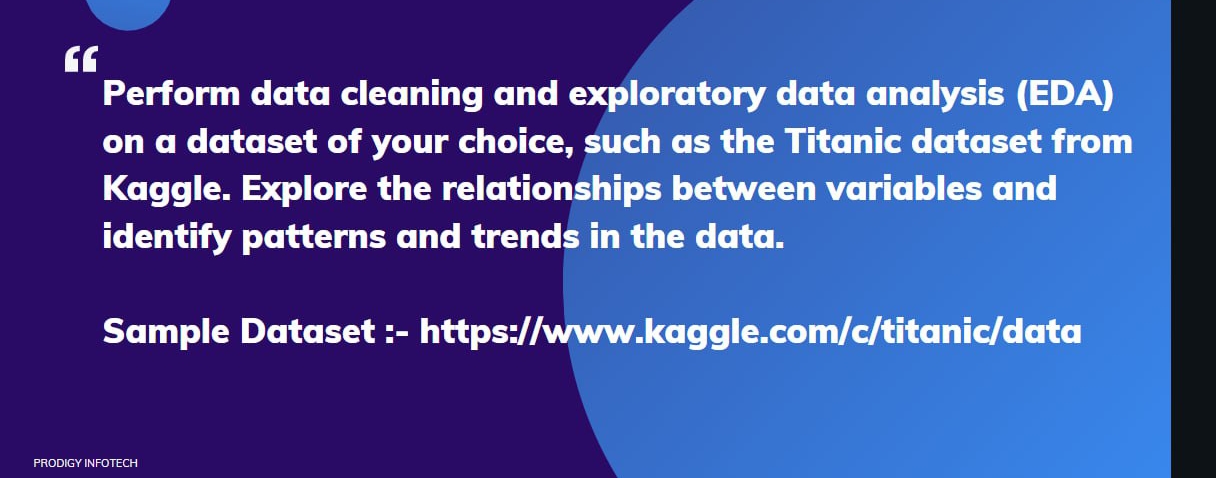 “
Perform data cleaning and exploratory data analysis (EDA)
on a dataset of your choice, such as the Titanic dataset from
Kaggle. Explore the relationships between variables and
identify patterns and trends in the data.
Sample Dataset :- https://www.kaggle.com/c/titanic/data
PRODIGY INFOTECH